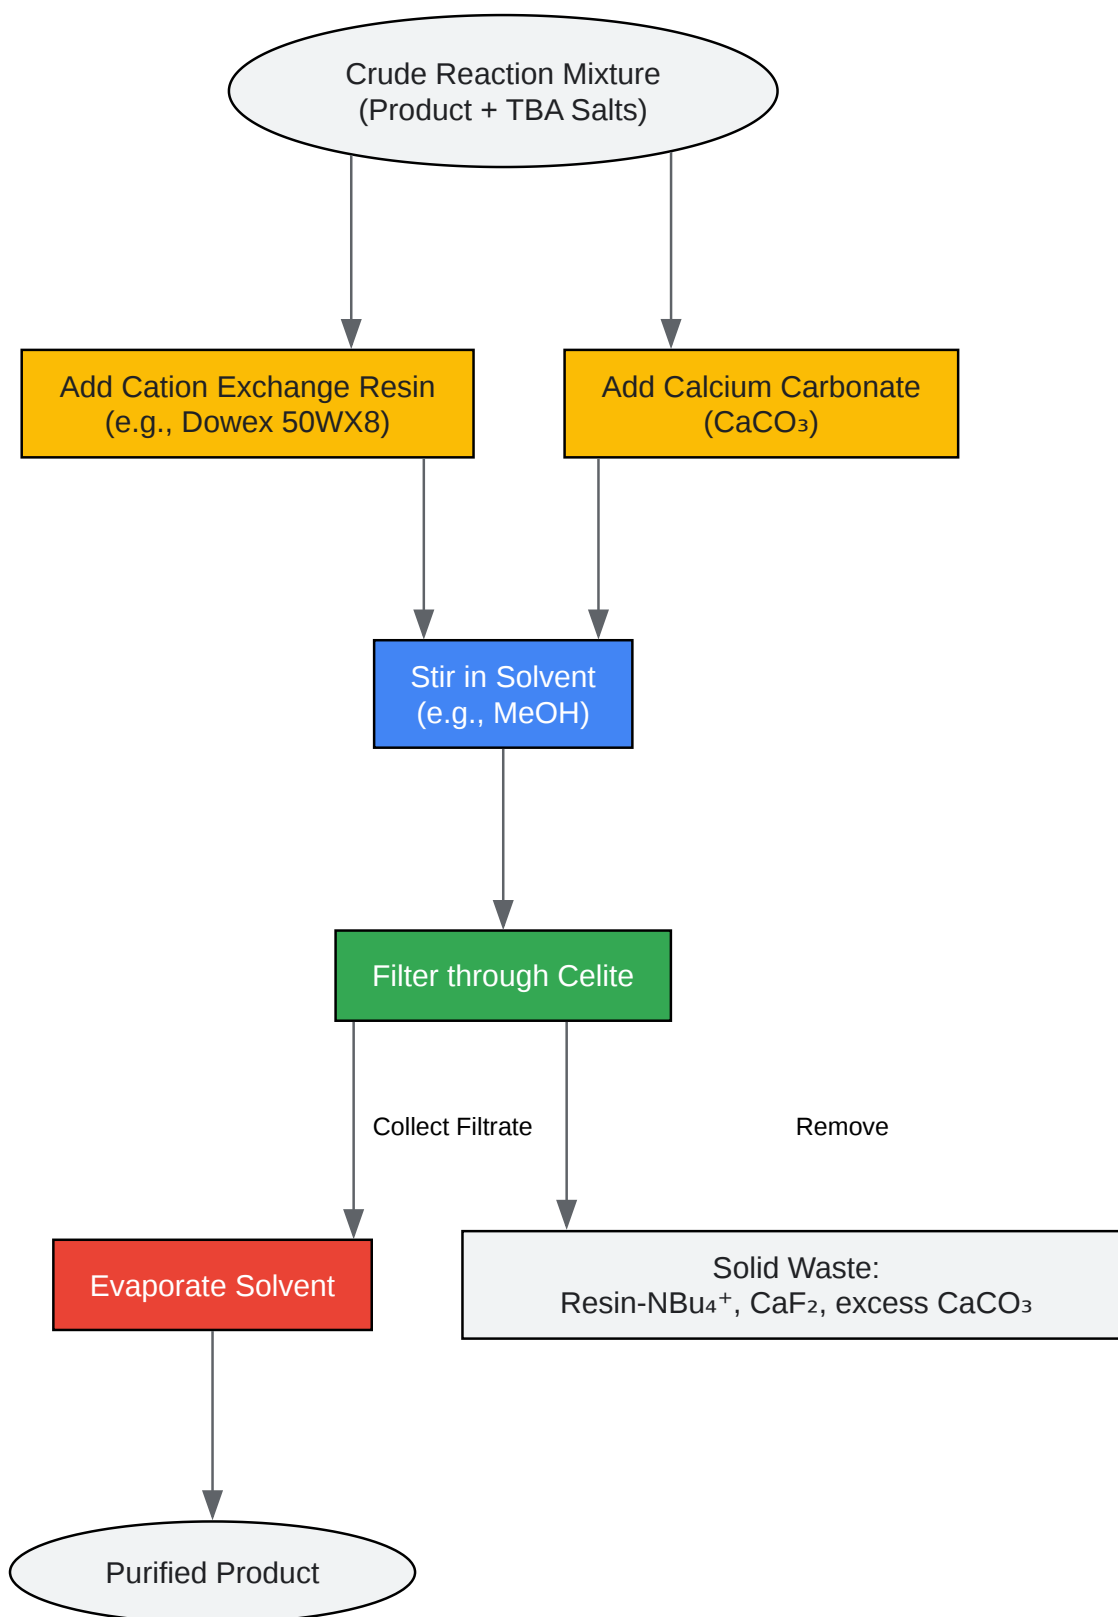 Crude Reaction Mixture
(Product + TBA Salts)
Add Cation Exchange Resin
(e.g., Dowex 50WX8)
Add Calcium Carbonate
(CaCO₃)
Stir in Solvent
(e.g., MeOH)
Filter through Celite
Collect Filtrate
Remove
Evaporate Solvent
Solid Waste:
Resin-NBu₄⁺, CaF₂, excess CaCO₃
Purified Product